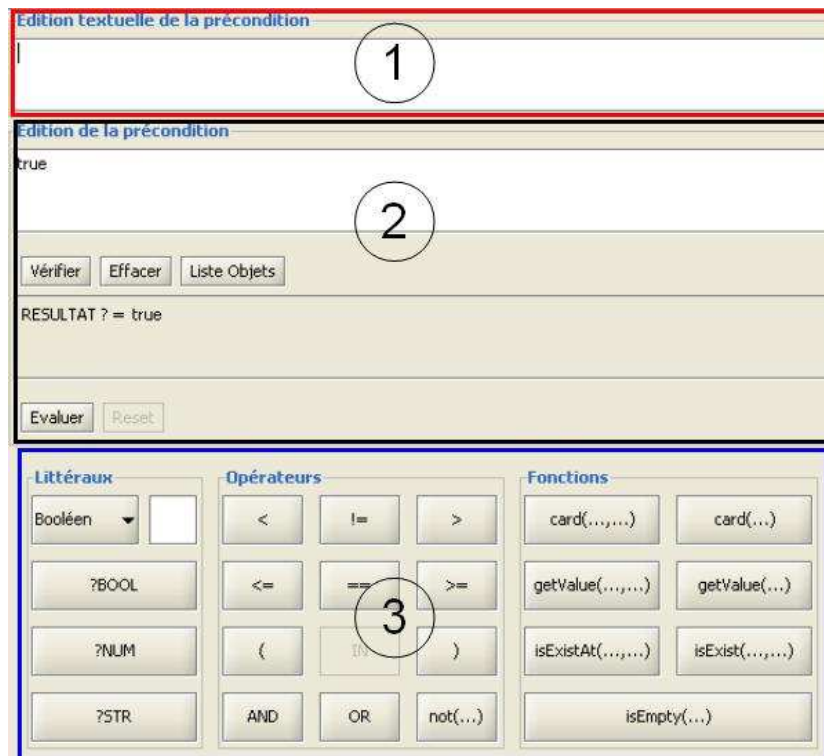 Edition textuelle de la précondition
1
Edition de la précondition
true
2
Vérifier Effacer Liste Objets
RESULTAT ? = true
Evaluer Reset
Littéraux Opérateurs Fonctions
Booléen < != > card(...,...) card(...)
?BOOL <= == >= getValue(...,...) getValue(...)
3
?NUM ( IN ) isExistAt(...,...) isExist(...,...)
?STR AND OR not(...) isEmpty(...)